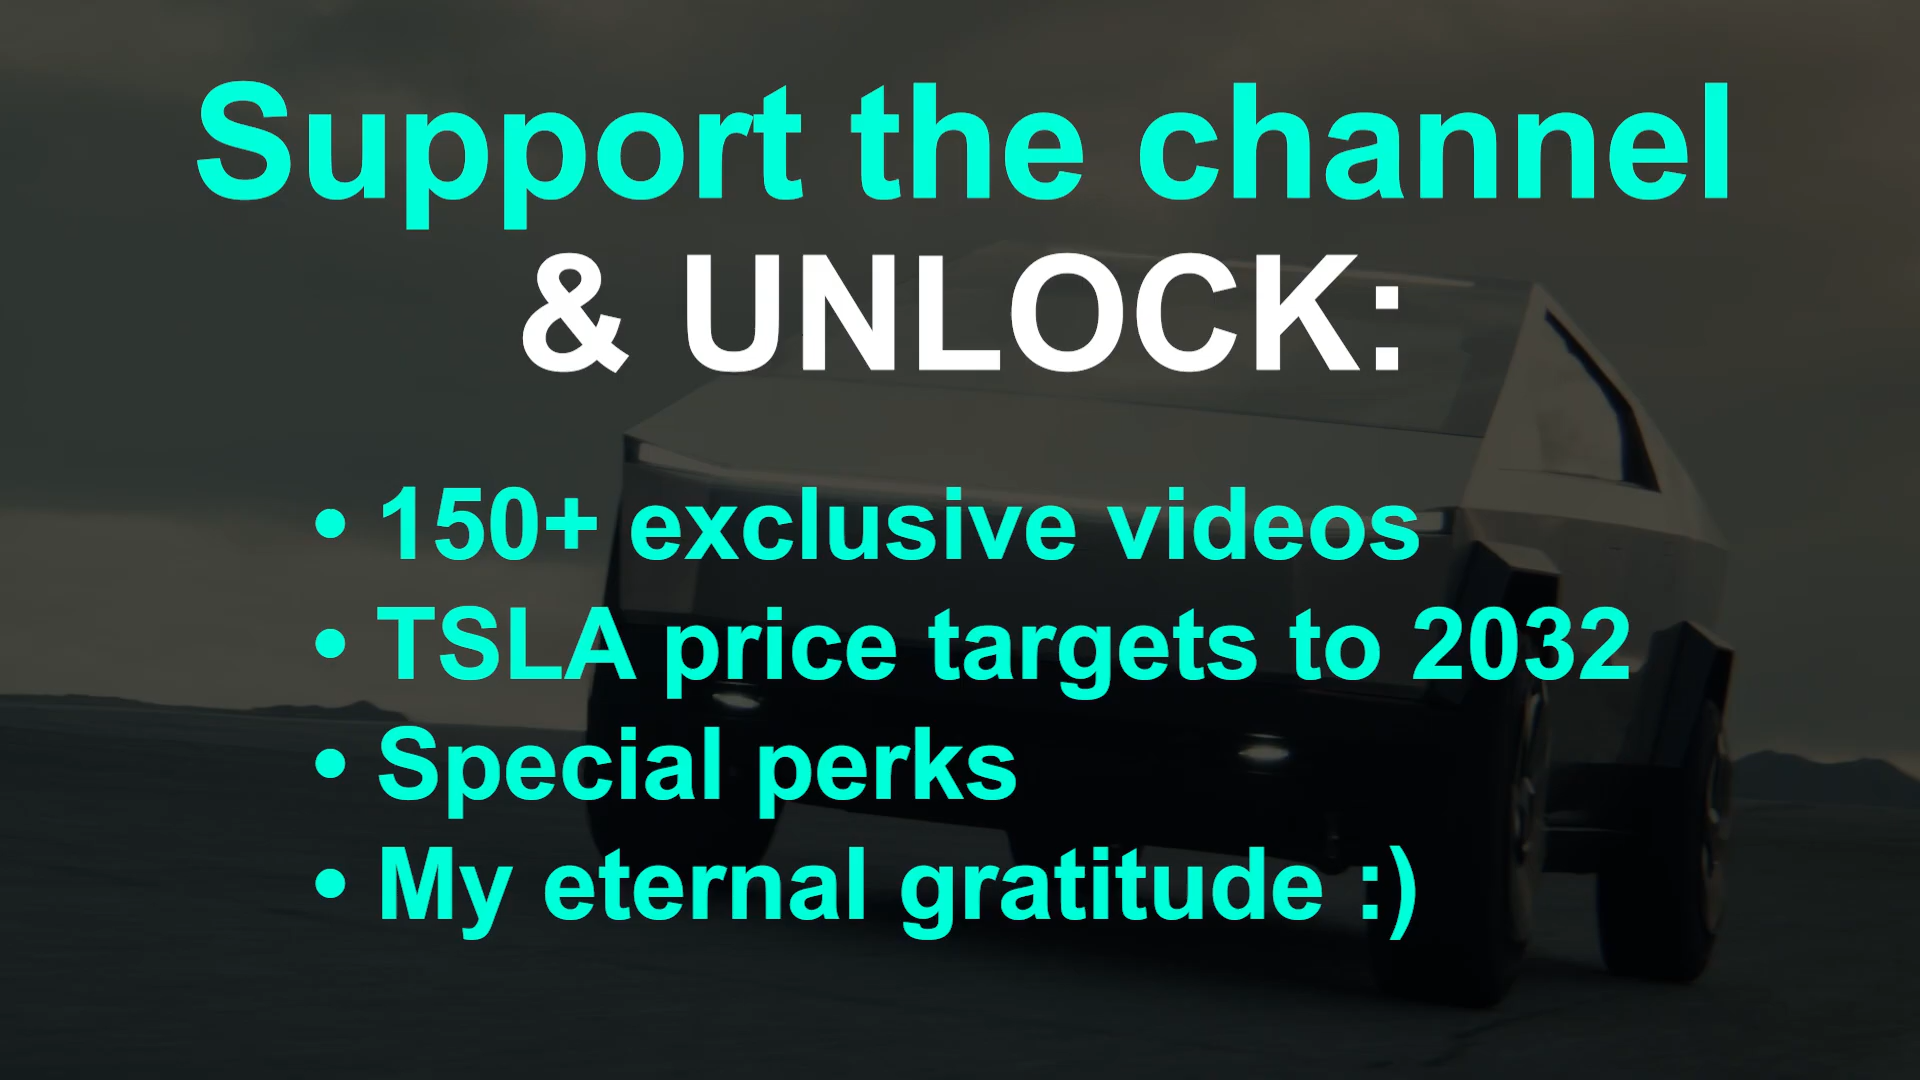 Support the channel
& UNLOCK:
• 150+ exclusive videos
• TSLA price targets to 2032
• Special perks
• My eternal gratitude :)